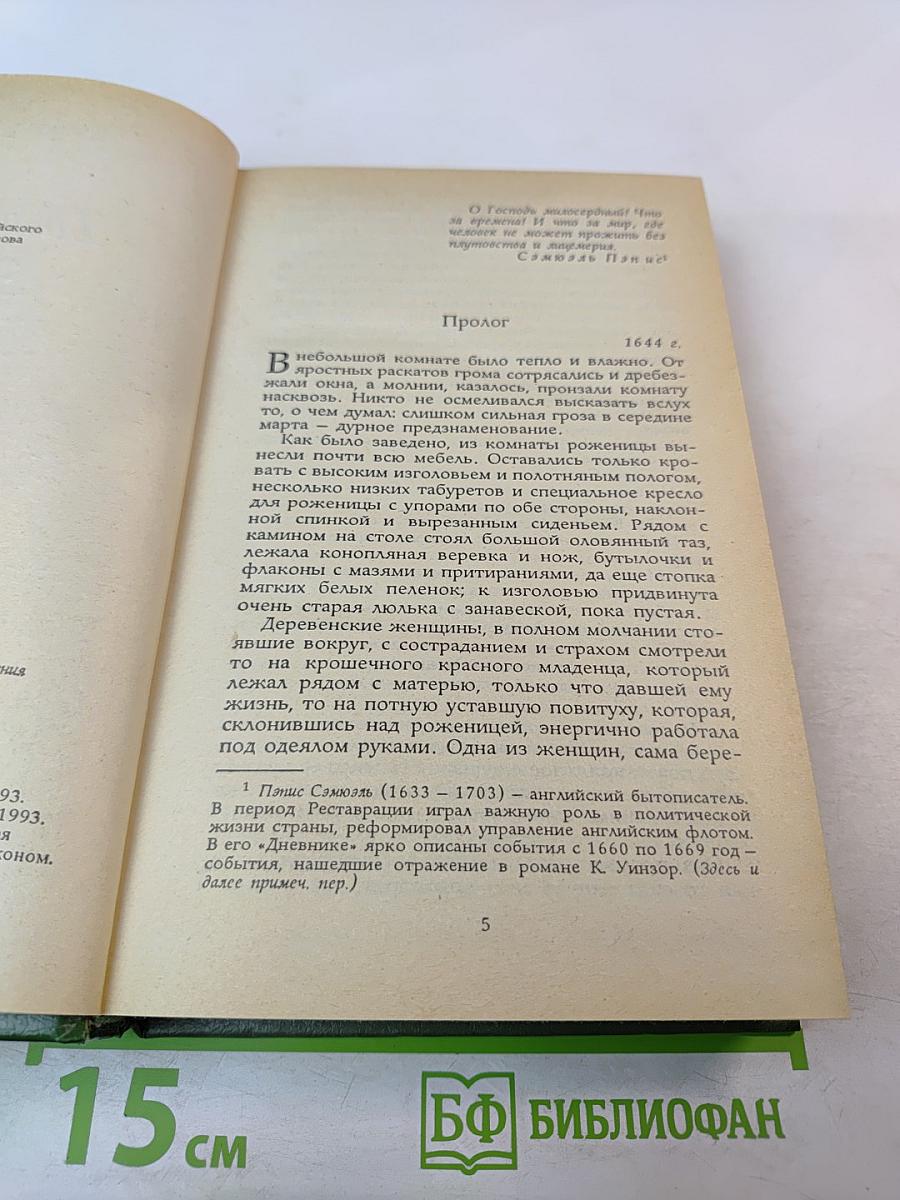 йского
ова
ния
93.
1993.
я
коном.
О Господь милосердный! Что
за времена! И что за мир, где
человек не может прожить без
плутовства и лицемерия.
Сэмюэль Пэпис¹
Пролог
1644 г.
В небольшой комнате было тепло и влажно. От
яростных раскатов грома сотрясались и дребез-
жали окна, а молнии, казалось, пронзали комнату
насквозь. Никто не осмеливался высказать вслух
то, о чем думал: слишком сильная гроза в середине
марта — дурное предзнаменование.
Как было заведено, из комнаты роженицы вы-
несли почти всю мебель. Оставались только кро-
вать с высоким изголовьем и полотняным пологом,
несколько низких табуретов и специальное кресло
для роженицы с упорами по обе стороны, наклон-
ной спинкой и вырезанным сиденьем. Рядом с
камином на столе стоял большой оловянный таз,
лежала конопляная веревка и нож, бутылочки и
флаконы с мазями и притираниями, да еще стопка
мягких белых пеленок; к изголовью придвинута
очень старая люлька с занавеской, пока пустая.
Деревенские женщины, в полном молчании сто-
явшие вокруг, с состраданием и страхом смотрели
то на крошечного красного младенца, который
лежал рядом с матерью, только что давшей ему
жизнь, то на потную уставшую повитуху, которая,
склонившись над роженицей, энергично работала
под одеялом руками. Одна из женщин, сама бере-
¹ Пэпис Сэмюэль (1633 — 1703) — английский бытописатель.
В период Реставрации играл важную роль в политической
жизни страны, реформировал управление английским флотом.
В его «Дневнике» ярко описаны события с 1660 по 1669 год —
события, нашедшие отражение в романе К. Уинзор. (Здесь и
далее примеч. пер.)
5
15 см
БФ БИБЛИОФАН